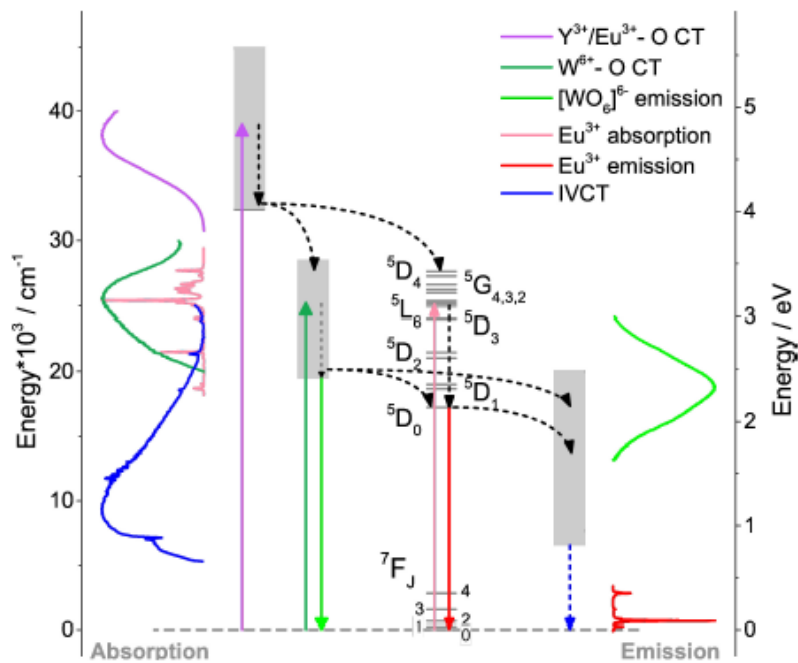 Y³⁺/Eu³⁺- O CT
W⁶⁺- O CT
[WO₆]⁶⁻ emission
Eu³⁺ absorption
Eu³⁺ emission
IVCT
Energy*10³ / cm⁻¹
40
30
20
10
0
⁵D₄
⁵G₄,₃,₂
⁵L₆
⁵D₃
⁵D₂
⁵D₁
⁵D₀
⁷F_J
4
3
2
1
0
Energy / eV
5
4
3
2
1
0
Absorption
Emission